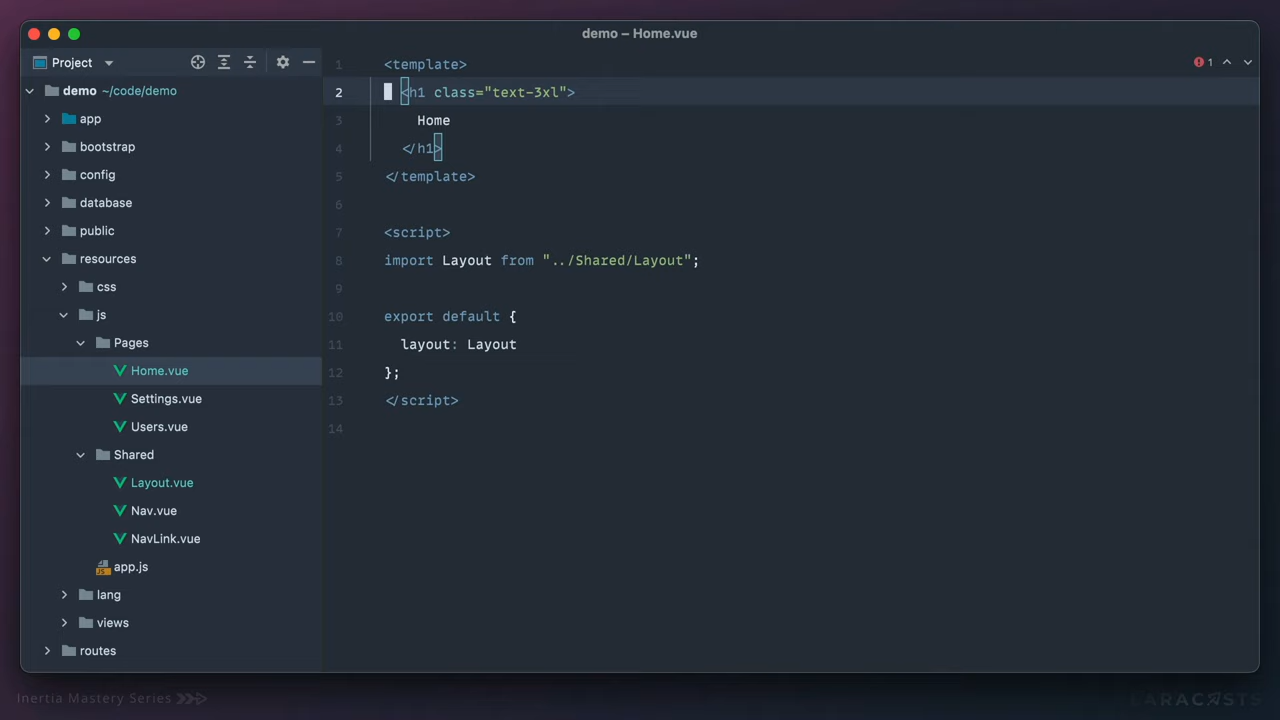 demo – Home.vue
Project
demo ~/code/demo
app
bootstrap
config
database
public
resources
css
js
Pages
Home.vue
Settings.vue
Users.vue
Shared
Layout.vue
Nav.vue
NavLink.vue
JS app.js
lang
views
routes
1 <template>
2 <h1 class="text-3xl">
3 Home
4 </h1>
5 </template>
6
7 <script>
8 import Layout from "../Shared/Layout";
9
10 export default {
11 layout: Layout
12 };
13 </script>
14
1
Inertia Mastery Series
LARACASTS